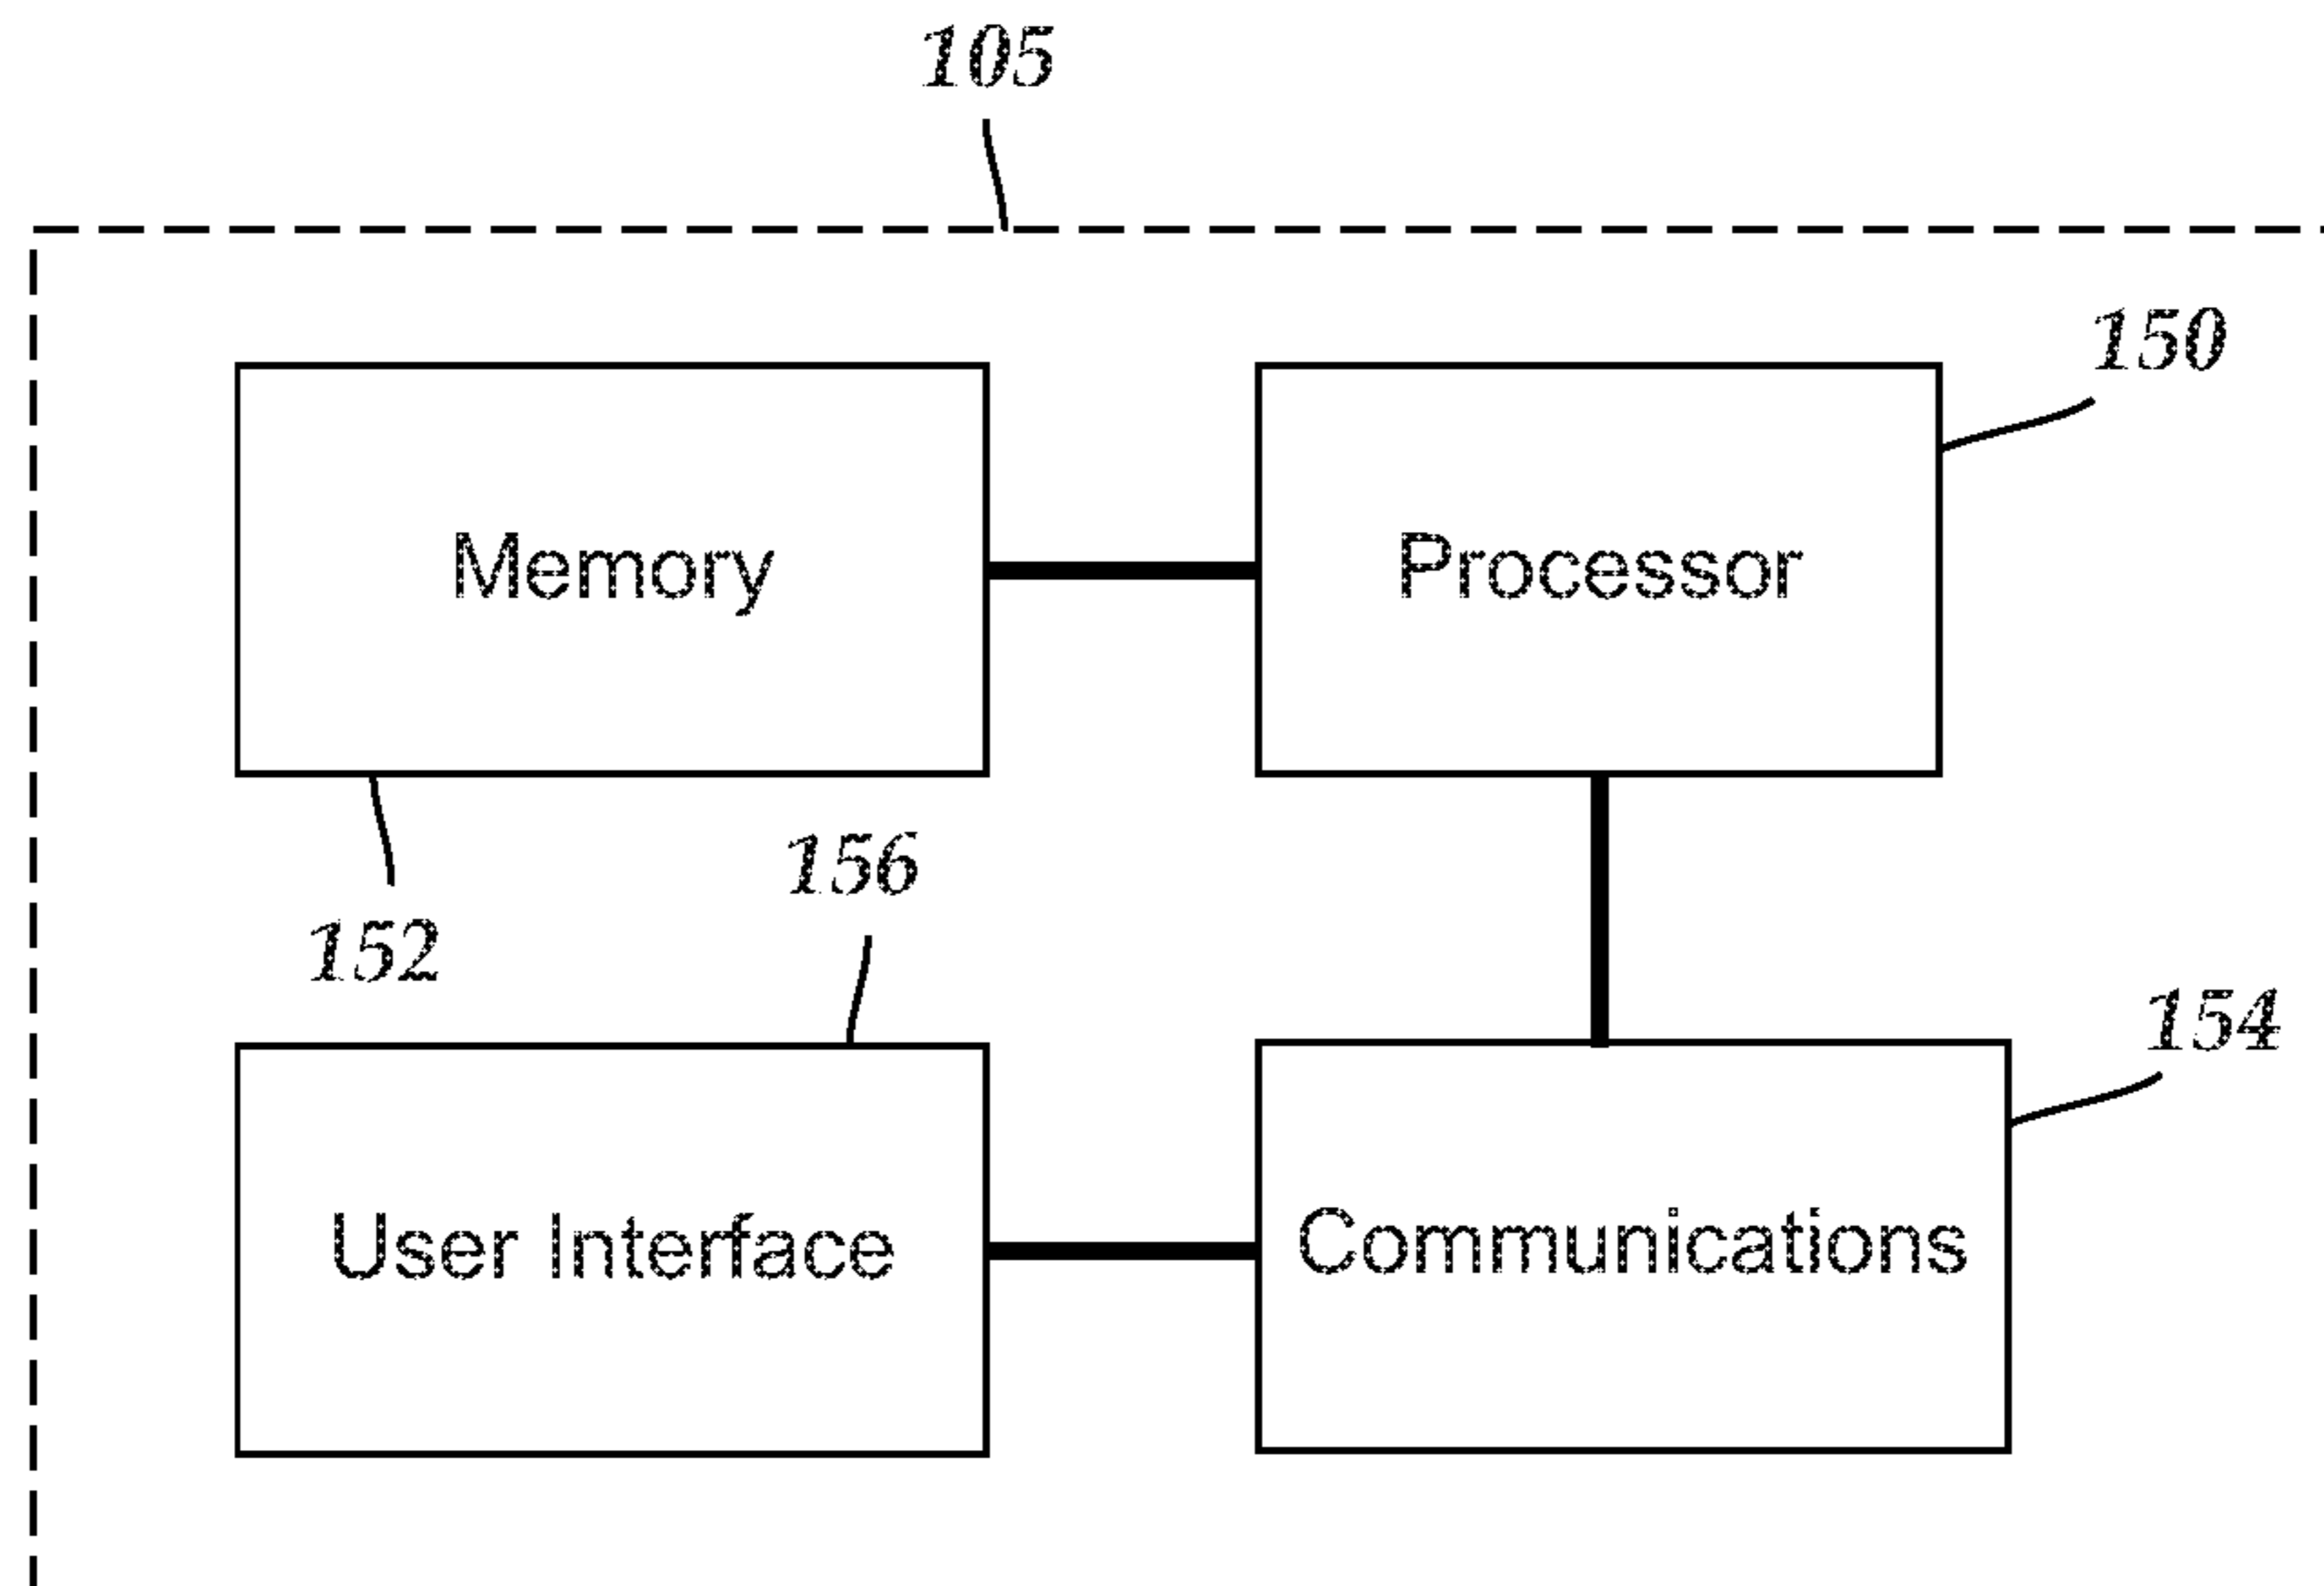 105
150
Memory
Processor
156
152
154
User Interface
Communications